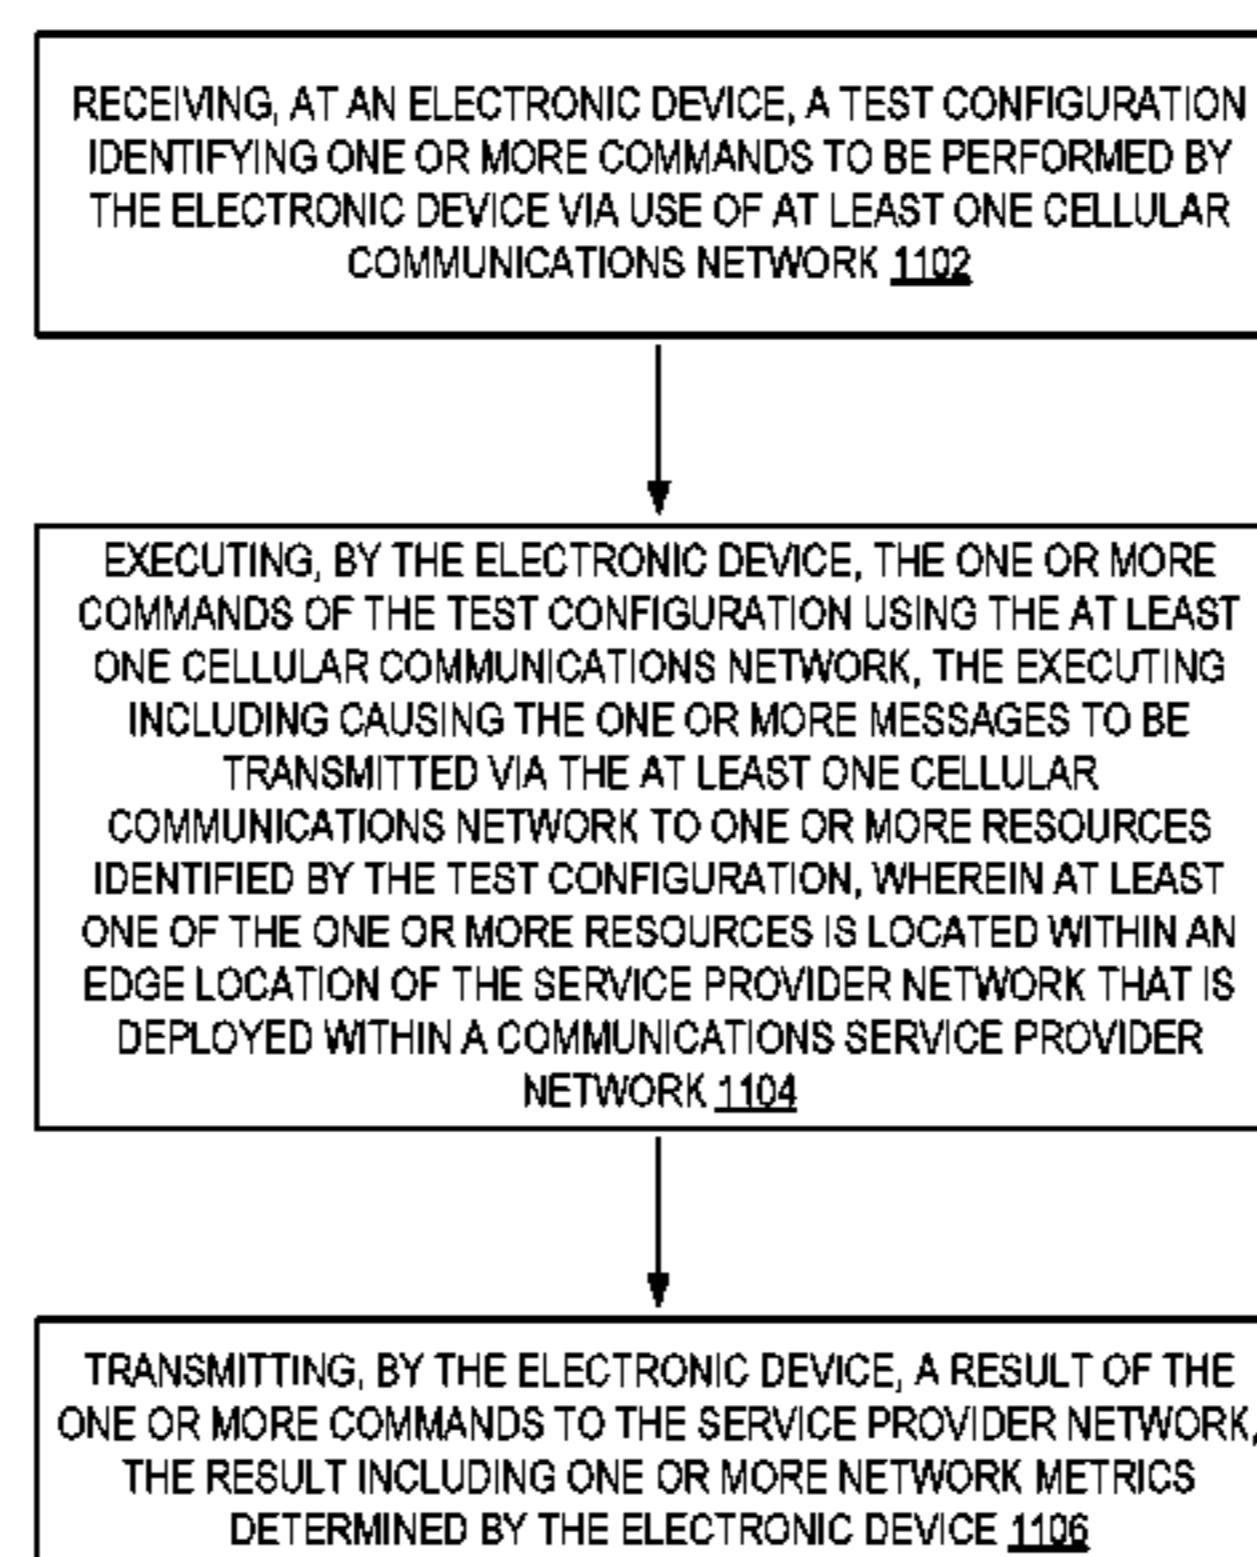 RECEIVING, AT AN ELECTRONIC DEVICE, A TEST CONFIGURATION
IDENTIFYING ONE OR MORE COMMANDS TO BE PERFORMED BY
THE ELECTRONIC DEVICE VIA USE OF AT LEAST ONE CELLULAR
COMMUNICATIONS NETWORK 1102
EXECUTING, BY THE ELECTRONIC DEVICE, THE ONE OR MORE
COMMANDS OF THE TEST CONFIGURATION USING THE AT LEAST
ONE CELLULAR COMMUNICATIONS NETWORK, THE EXECUTING
INCLUDING CAUSING THE ONE OR MORE MESSAGES TO BE
TRANSMITTED VIA THE AT LEAST ONE CELLULAR
COMMUNICATIONS NETWORK TO ONE OR MORE RESOURCES
IDENTIFIED BY THE TEST CONFIGURATION, WHEREIN AT LEAST
ONE OF THE ONE OR MORE RESOURCES IS LOCATED WITHIN AN
EDGE LOCATION OF THE SERVICE PROVIDER NETWORK THAT IS
DEPLOYED WITHIN A COMMUNICATIONS SERVICE PROVIDER
NETWORK 1104
TRANSMITTING, BY THE ELECTRONIC DEVICE, A RESULT OF THE
ONE OR MORE COMMANDS TO THE SERVICE PROVIDER NETWORK,
THE RESULT INCLUDING ONE OR MORE NETWORK METRICS
DETERMINED BY THE ELECTRONIC DEVICE 1106